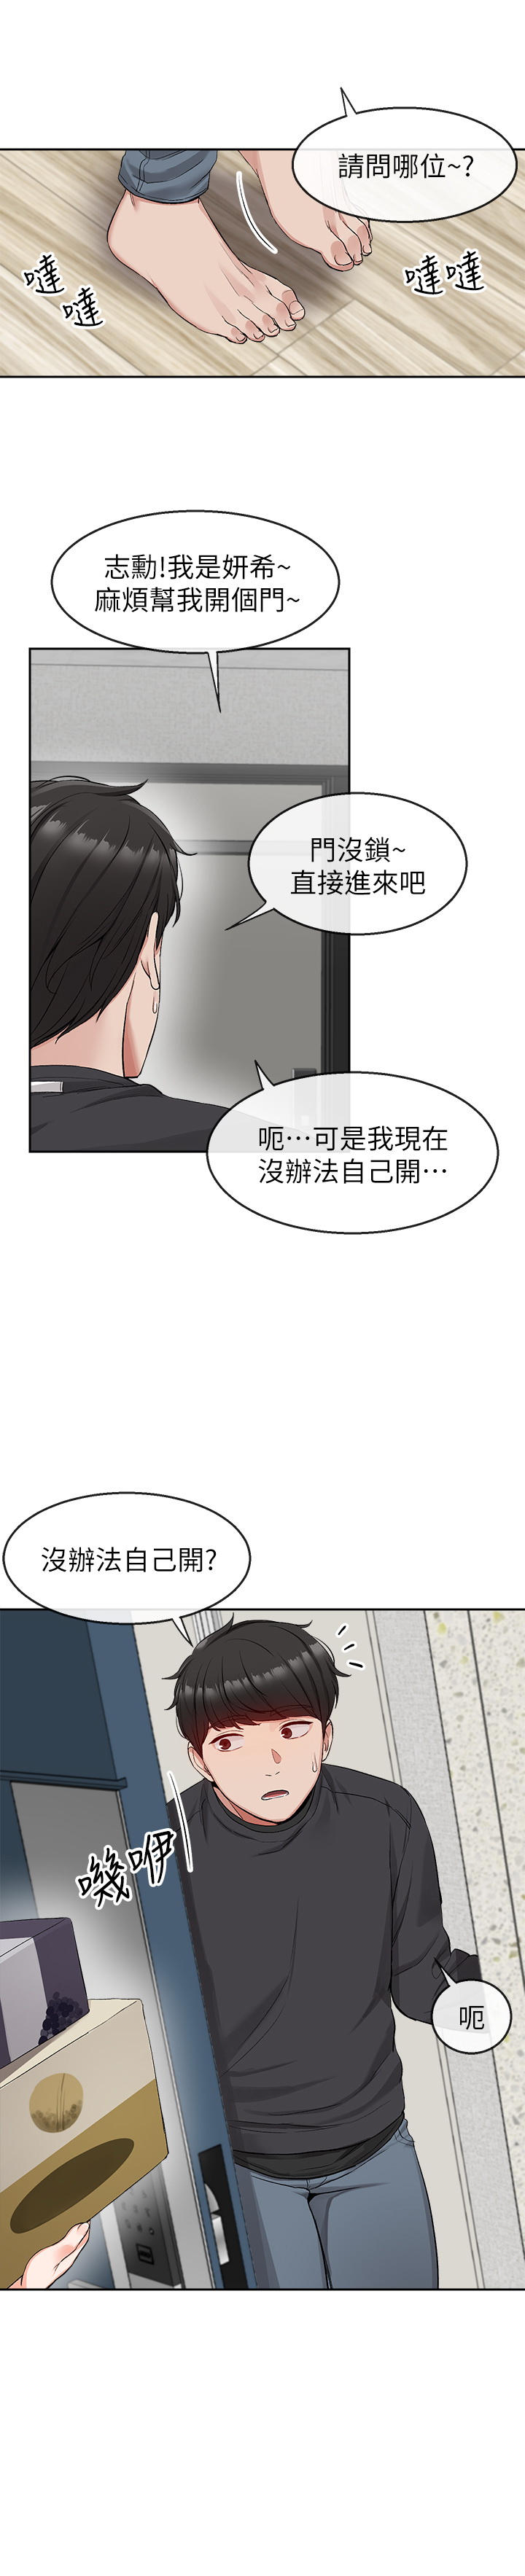 請問哪位~?
噠
噠
噠噠
志勳!我是妍希~
麻煩幫我開個門~
門沒鎖~
直接進來吧
呃…可是我現在
沒辦法自己開…
沒辦法自己開?
嘰咿
呃